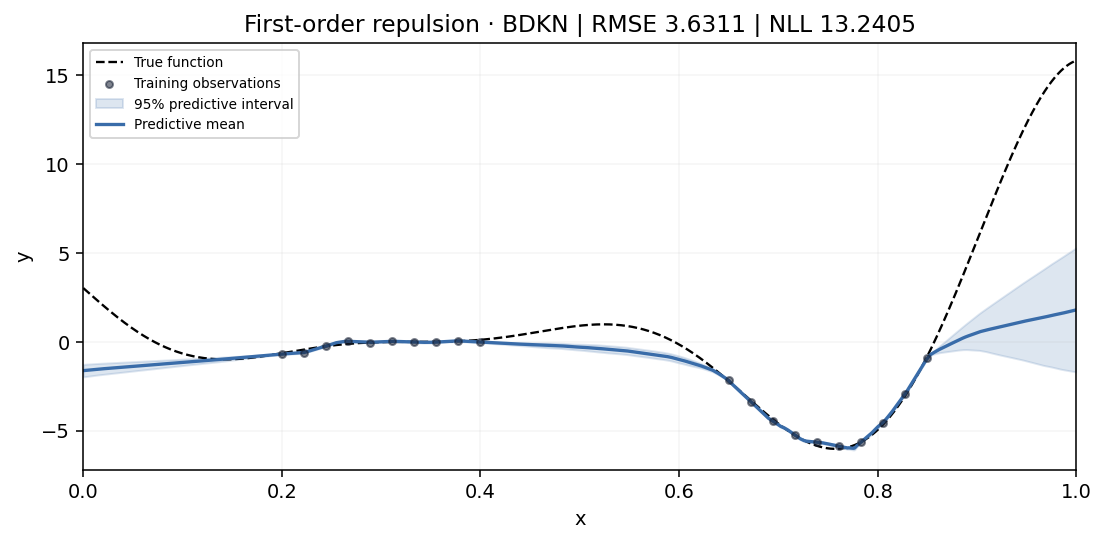 First-order repulsion · BDKN | RMSE 3.6311 | NLL 13.2405
True function
Training observations
95% predictive interval
Predictive mean
15
10
5
0
−5
y
0.0 0.2 0.4 0.6 0.8 1.0
x